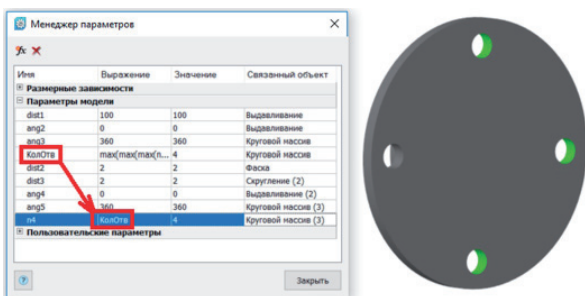 Менеджер параметров
fx
Имя Выражение Значение Связанный объект
Размерные зависимости
Параметры модели
dist1 100 100 Выдавливание
ang2 0 0 Выдавливание
ang3 360 360 Круговой массив
КолОтв max(max(max(n... 4 Круговой массив
dist2 2 2 Фаска
dist3 2 2 Скругление (2)
ang4 0 0 Выдавливание (2)
ang5 360 360 Круговой массив (3)
n4 КолОтв 4 Круговой массив (3)
Пользовательские параметры
?
Закрыть